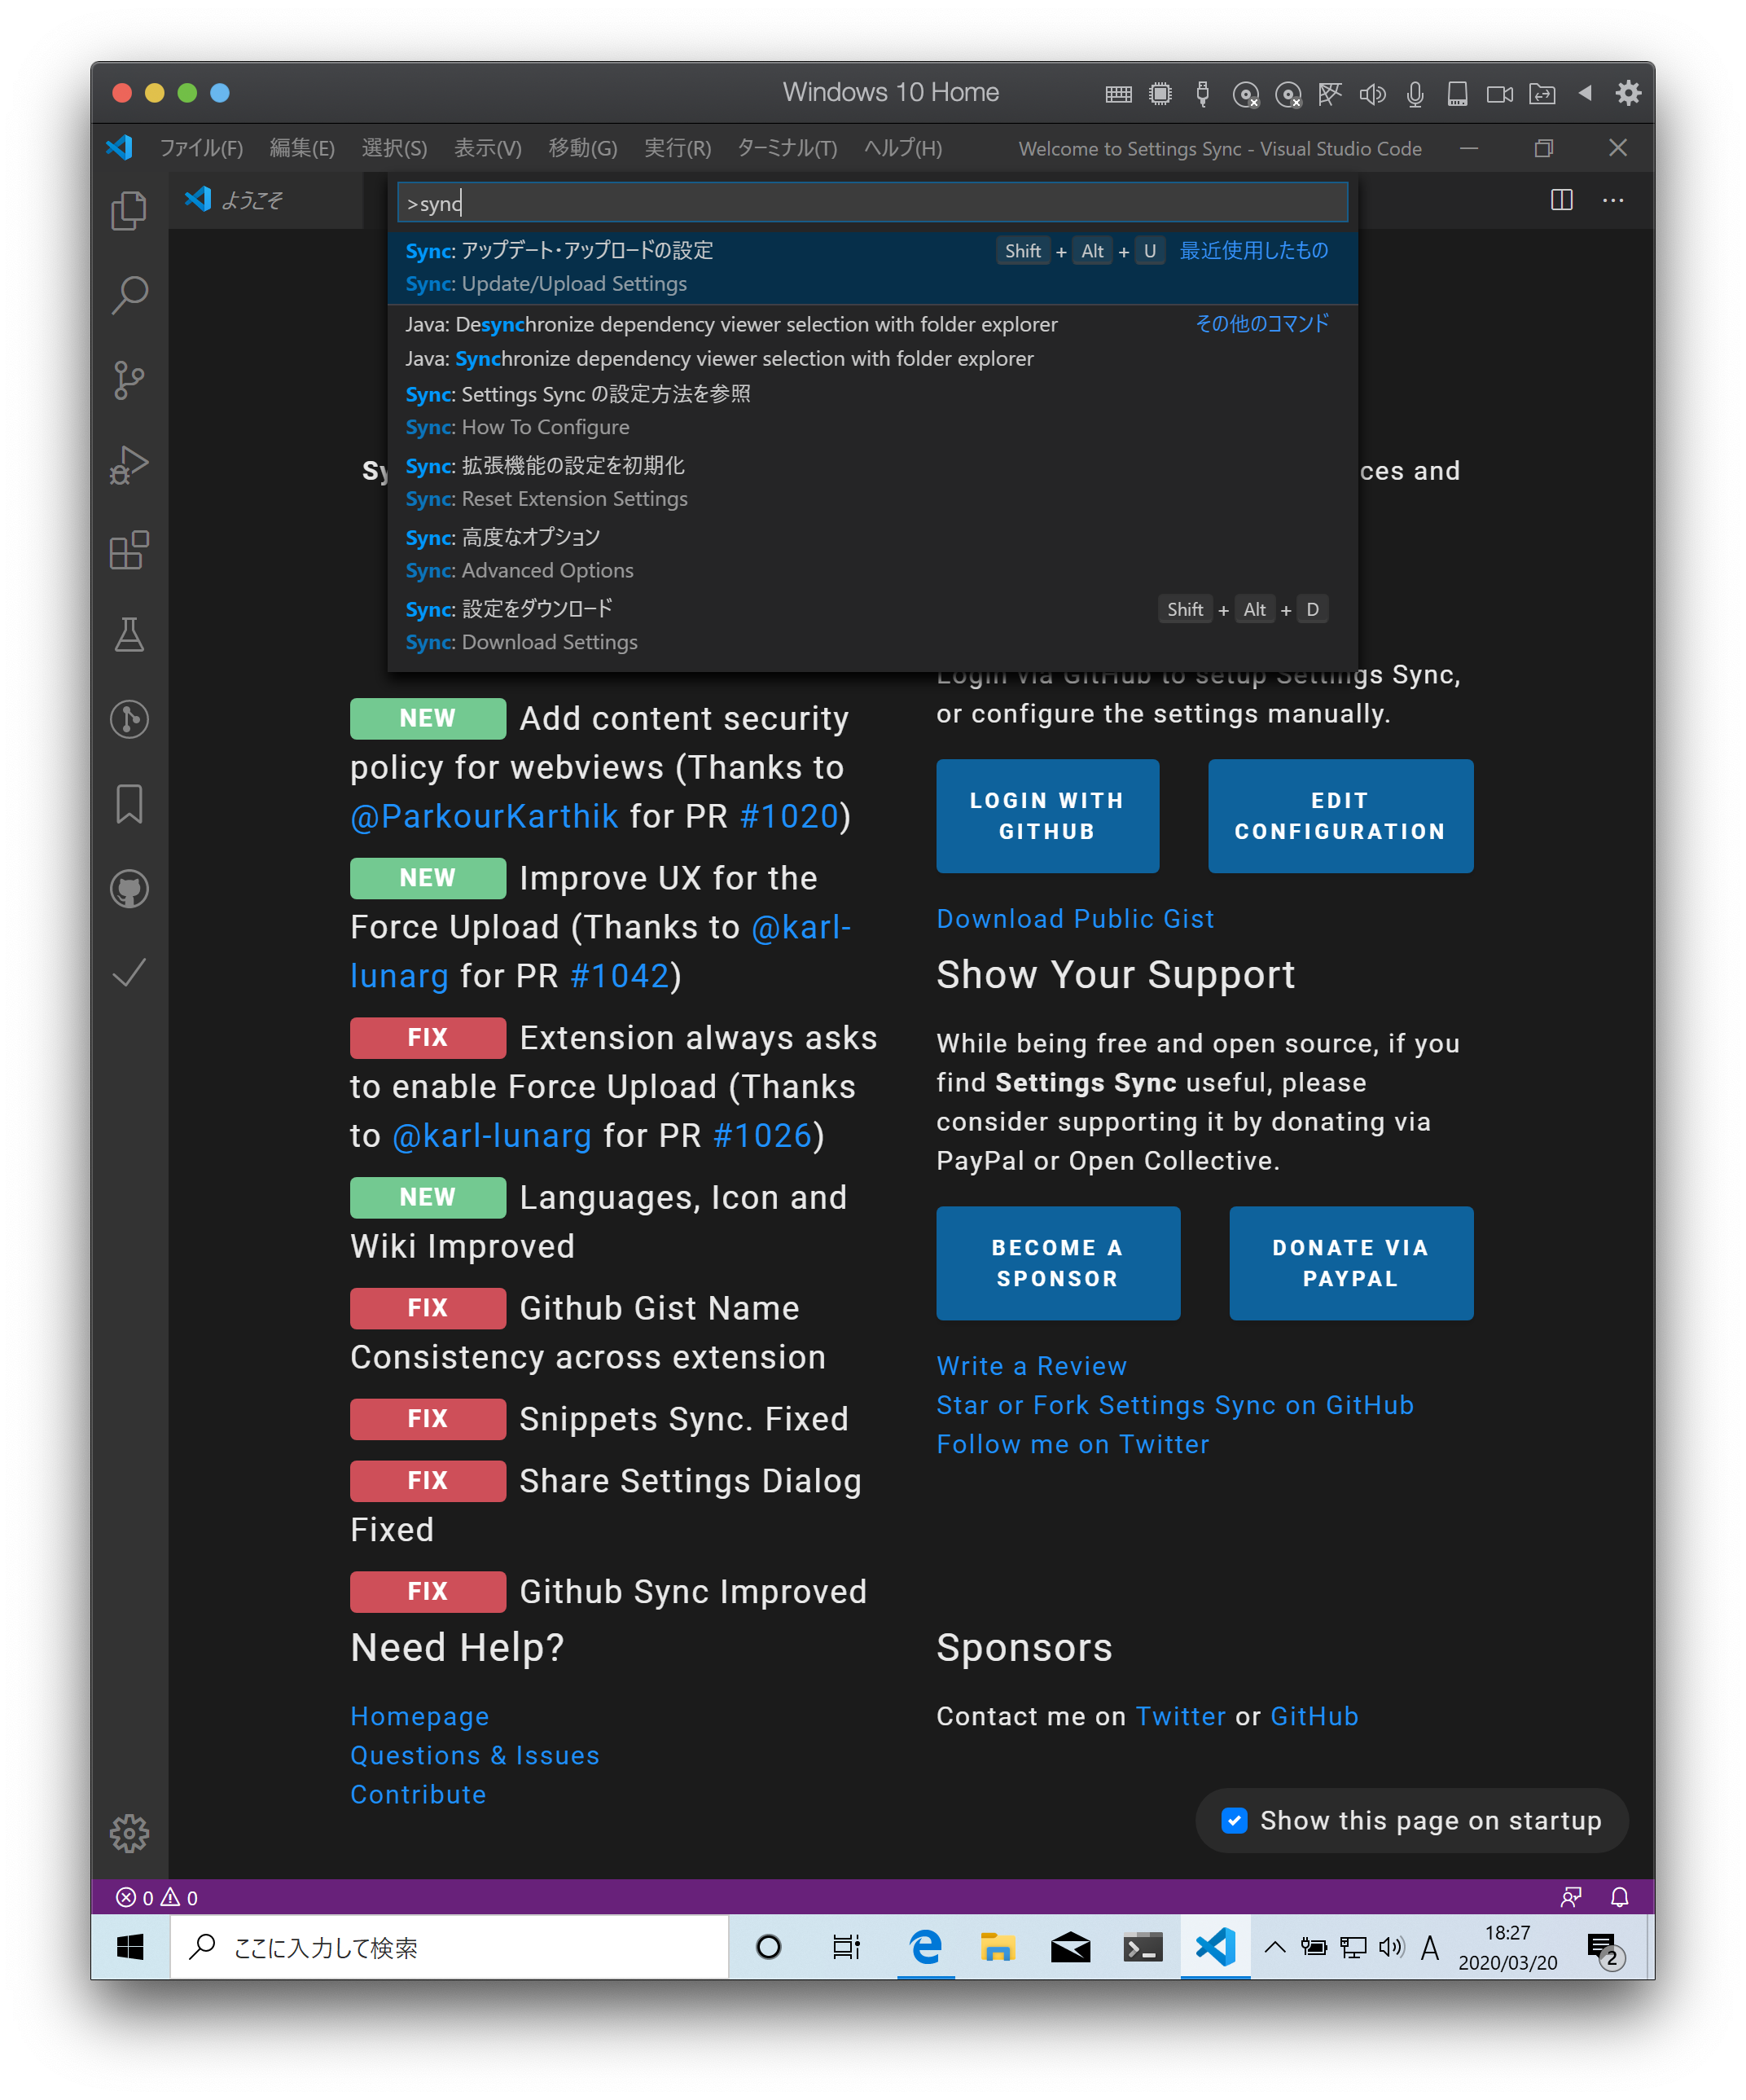 Windows 10 Home
ファイル(F) 編集(E) 選択(S) 表示(V) 移動(G) 実行(R) ターミナル(T) ヘルプ(H) Welcome to Settings Sync - Visual Studio Code
ようこそ
>sync
Sync: アップデート・アップロードの設定 Shift + Alt + U 最近使用したもの
Sync: Update/Upload Settings
Java: Desynchronize dependency viewer selection with folder explorer その他のコマンド
Java: Synchronize dependency viewer selection with folder explorer
Sync: Settings Sync の設定方法を参照
Sync: How To Configure
Sync: 拡張機能の設定を初期化
Sync: Reset Extension Settings
Sync: 高度なオプション
Sync: Advanced Options
Sync: 設定をダウンロード Shift + Alt + D
Sync: Download Settings
and
NEW Add content security
policy for webviews (Thanks to
@ParkourKarthik for PR #1020)
NEW Improve UX for the
Force Upload (Thanks to @karl-
lunarg for PR #1042)
FIX Extension always asks
to enable Force Upload (Thanks
to @karl-lunarg for PR #1026)
NEW Languages, Icon and
Wiki Improved
FIX Github Gist Name
Consistency across extension
FIX Snippets Sync. Fixed
FIX Share Settings Dialog
Fixed
FIX Github Sync Improved
Login via GitHub to setup Settings Sync,
or configure the settings manually.
LOGIN WITH
GITHUB
EDIT
CONFIGURATION
Download Public Gist
Show Your Support
While being free and open source, if you
find Settings Sync useful, please
consider supporting it by donating via
PayPal or Open Collective.
BECOME A
SPONSOR
DONATE VIA
PAYPAL
Write a Review
Star or Fork Settings Sync on GitHub
Follow me on Twitter
Need Help?
Homepage
Questions & Issues
Contribute
Sponsors
Contact me on Twitter or GitHub
Show this page on startup
0 0
ここに入力して検索
A
18:27
2020/03/20
2